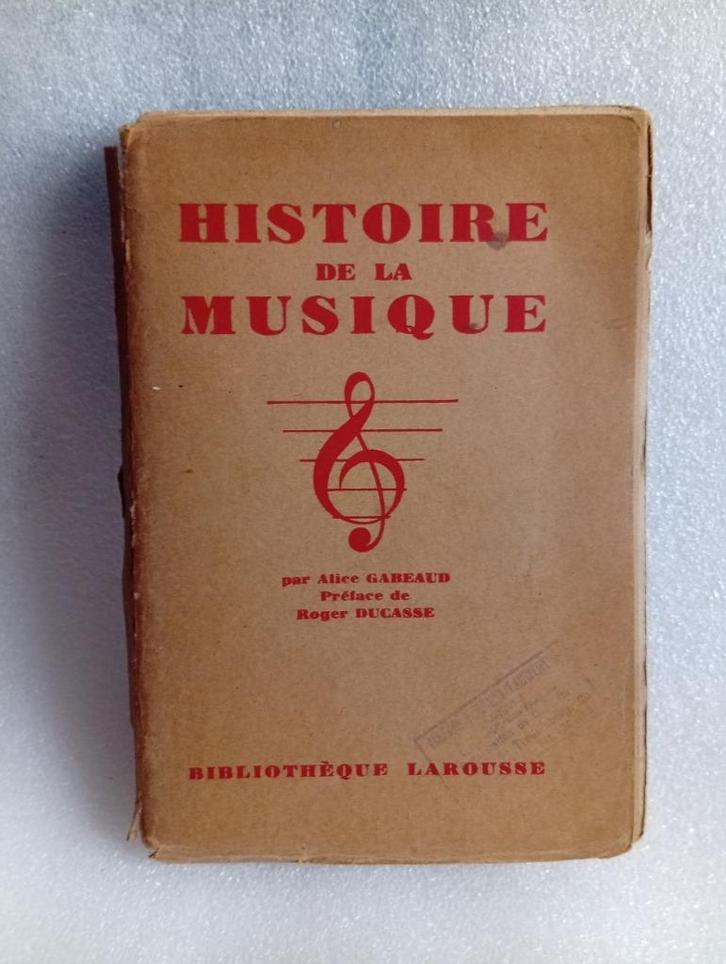 HISTOIRE
DE LA
MUSIQUE
par Alice GABEAUD
Préface de
Roger DUCASSE
BIBLIOTHÈQUE LAROUSSE